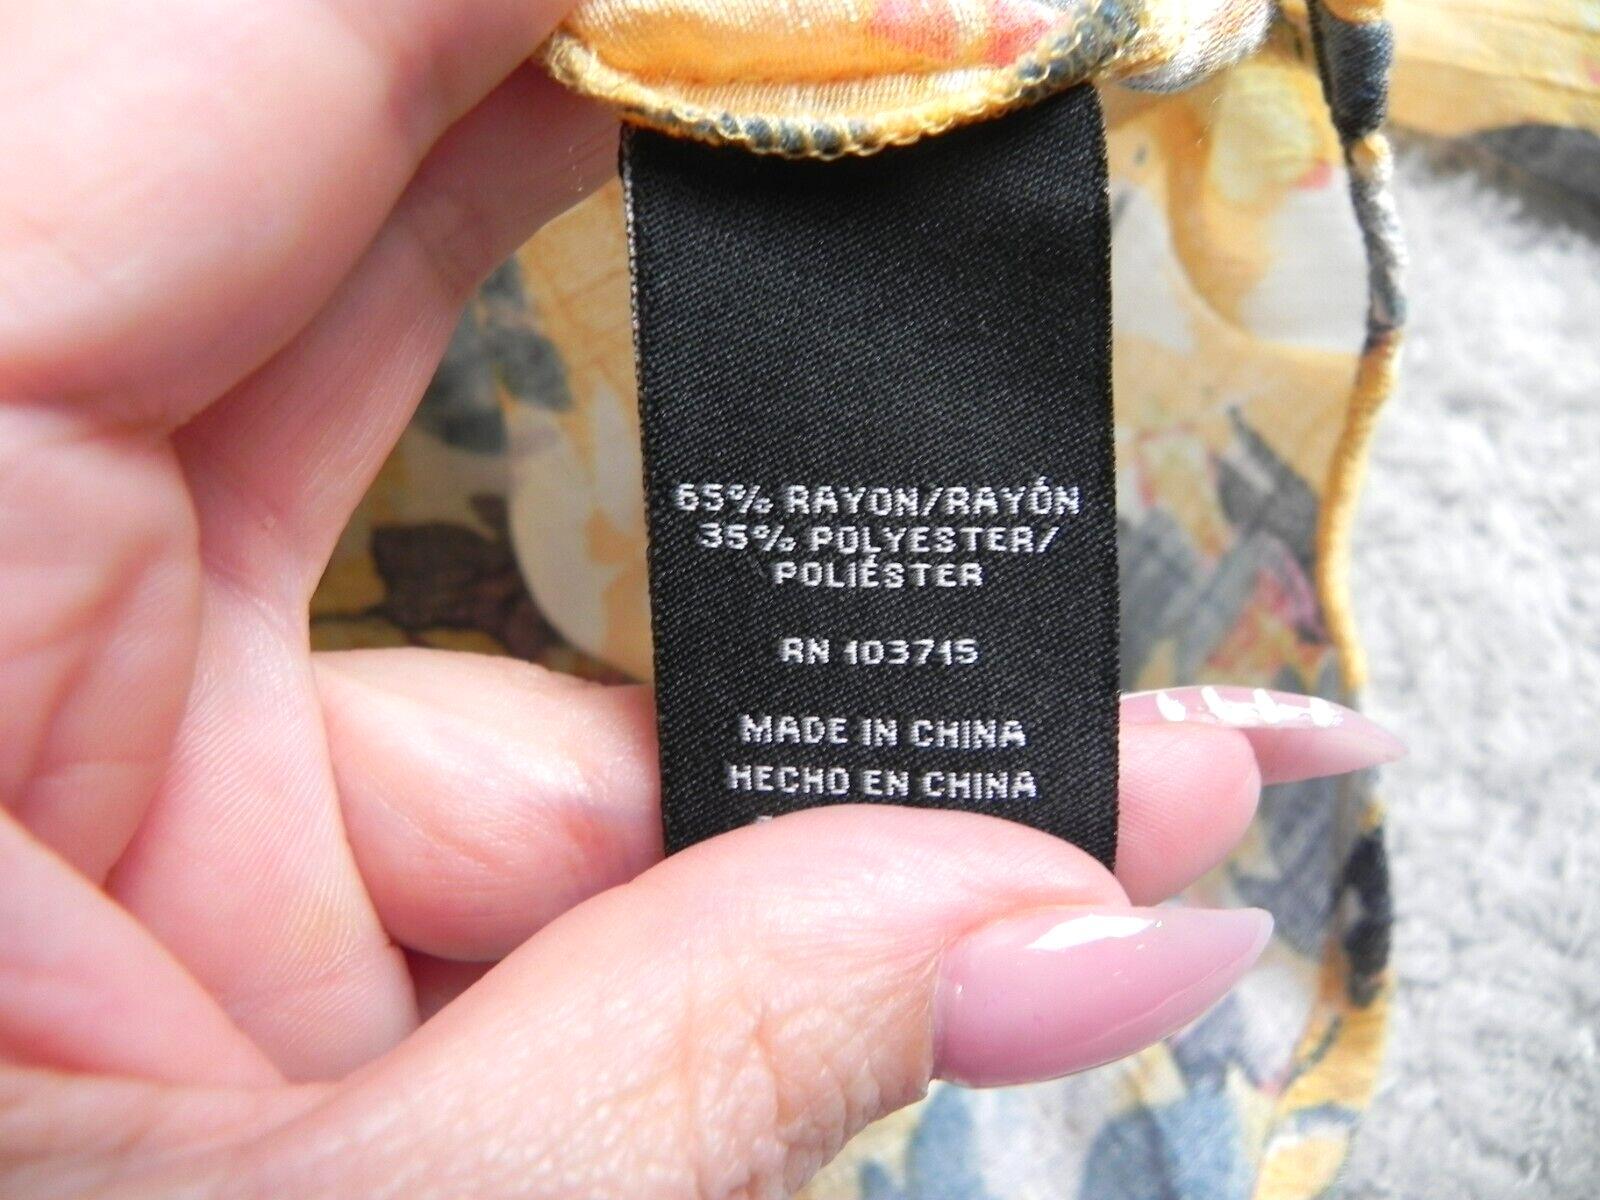 65% RAYON/RAYÓN
35% POLYESTER/
POLIÉSTER
RN 103715
MADE IN CHINA
HECHO EN CHINA